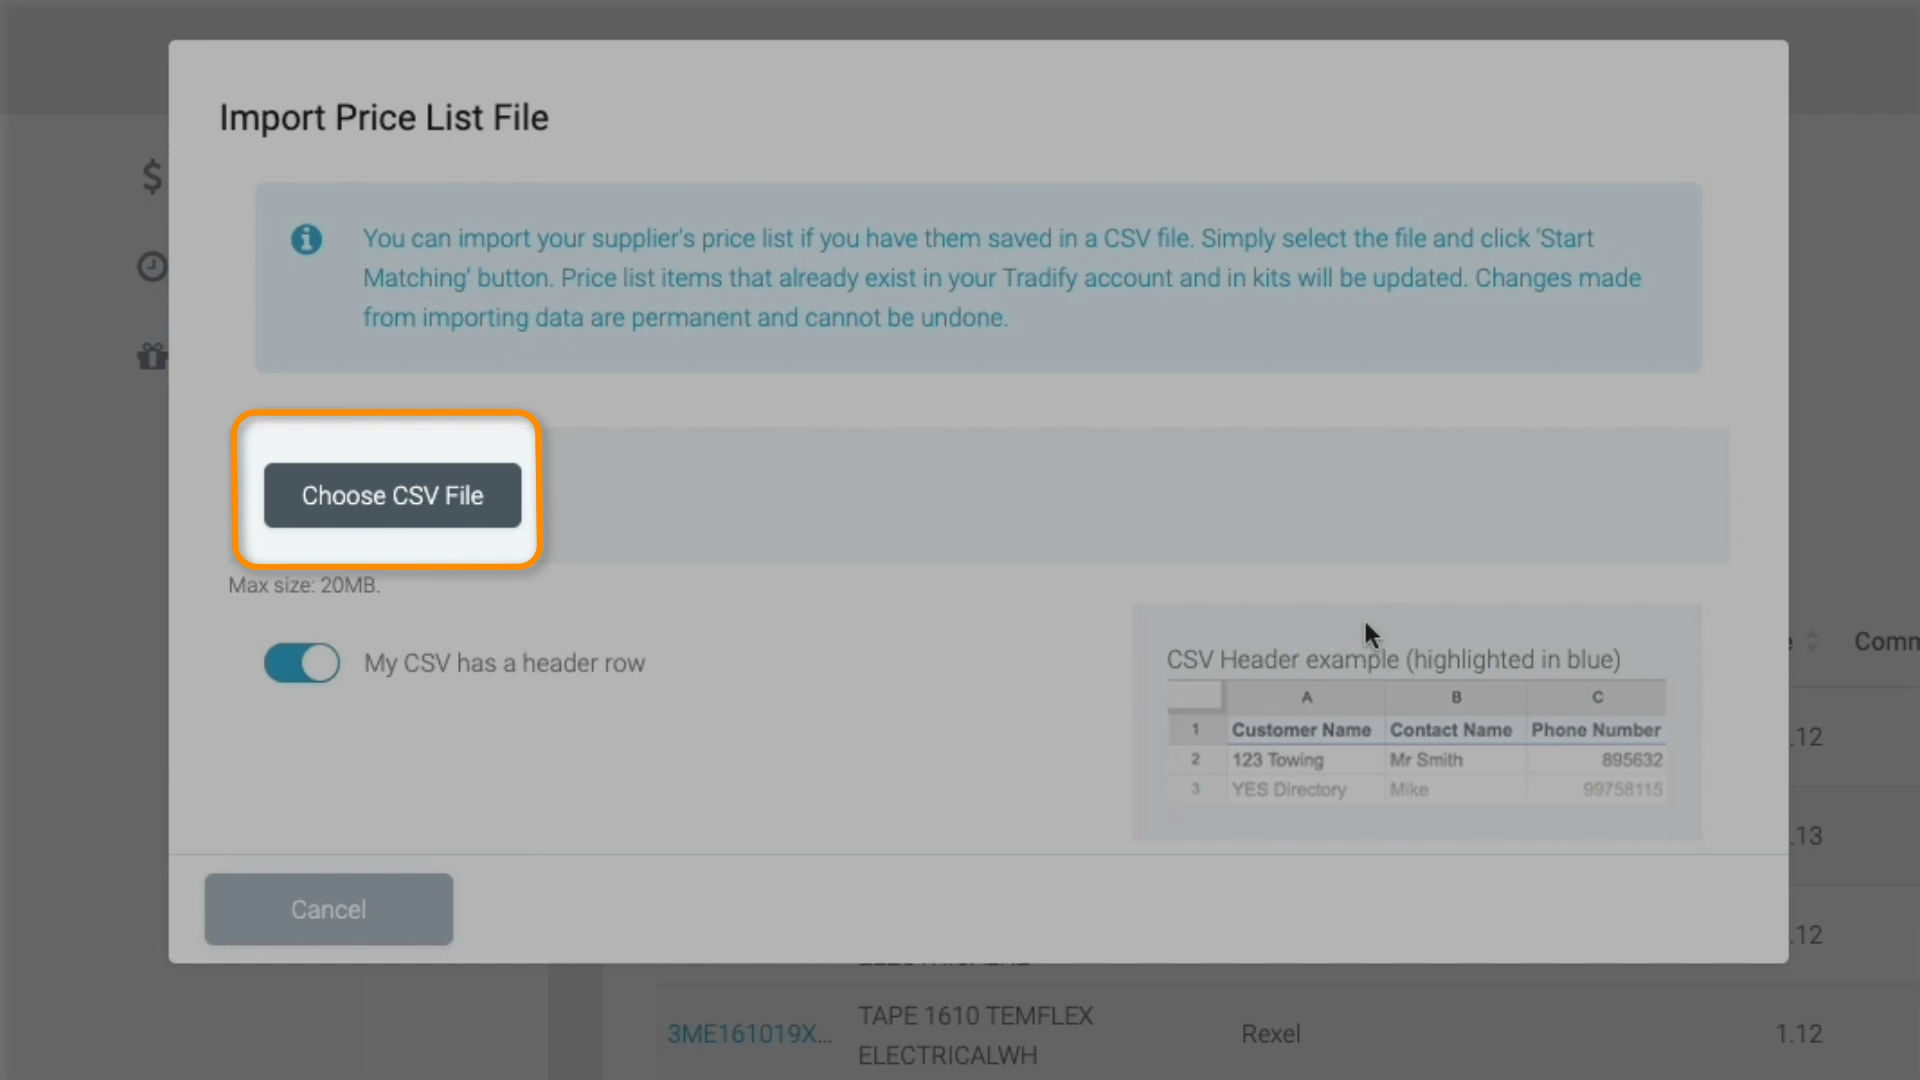 Import Price List File
You can import your supplier's price list if you have them saved in a CSV file. Simply select the file and click 'Start
Matching' button. Price list items that already exist in your Tradify account and in kits will be updated. Changes made
from importing data are permanent and cannot be undone.
Choose CSV File
Max size: 20MB.
My CSV has a header row
CSV Header example (highlighted in blue)
A B C
1 Customer Name Contact Name Phone Number
2 123 Towing Mr Smith 895632
3 YES Directory Mike 99758115
Comm
.12
.13
Cancel
.12
TAPE 1610 TEMFLEX
3ME161019X... Rexel 1.12
ELECTRICALWH